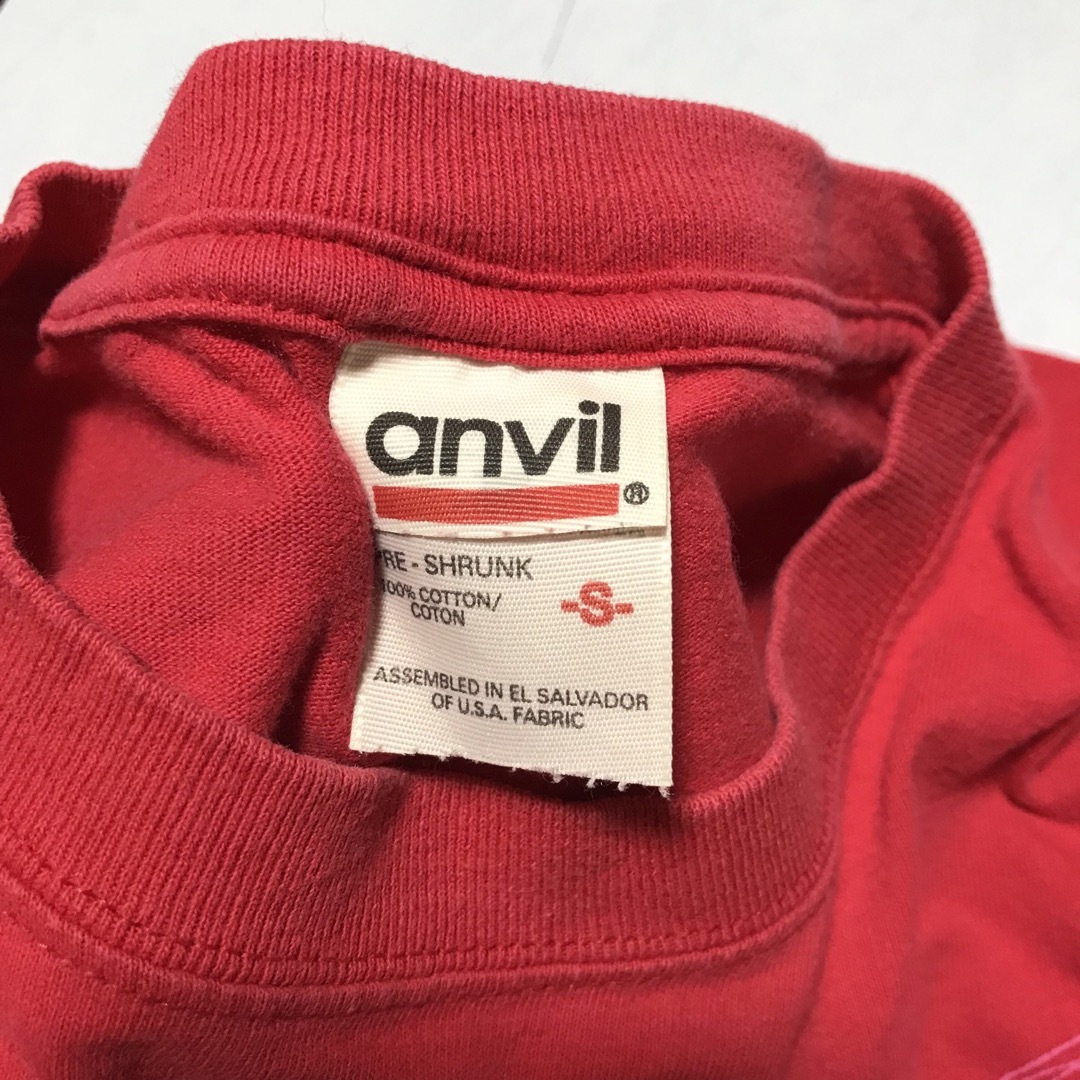 anvil ®
PRE - SHRUNK
100% COTTON/
COTON
-S-
ASSEMBLED IN EL SALVADOR
OF U.S.A. FABRIC